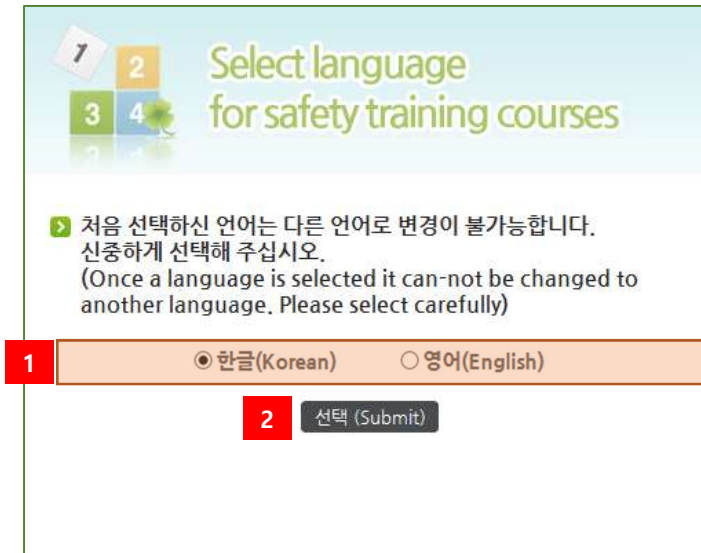 1 2
3 4
Select language
for safety training courses
처음 선택하신 언어는 다른 언어로 변경이 불가능합니다.
신중하게 선택해 주십시오.
(Once a language is selected it can-not be changed to
another language. Please select carefully)
1 한글(Korean) 영어(English)
2 선택 (Submit)